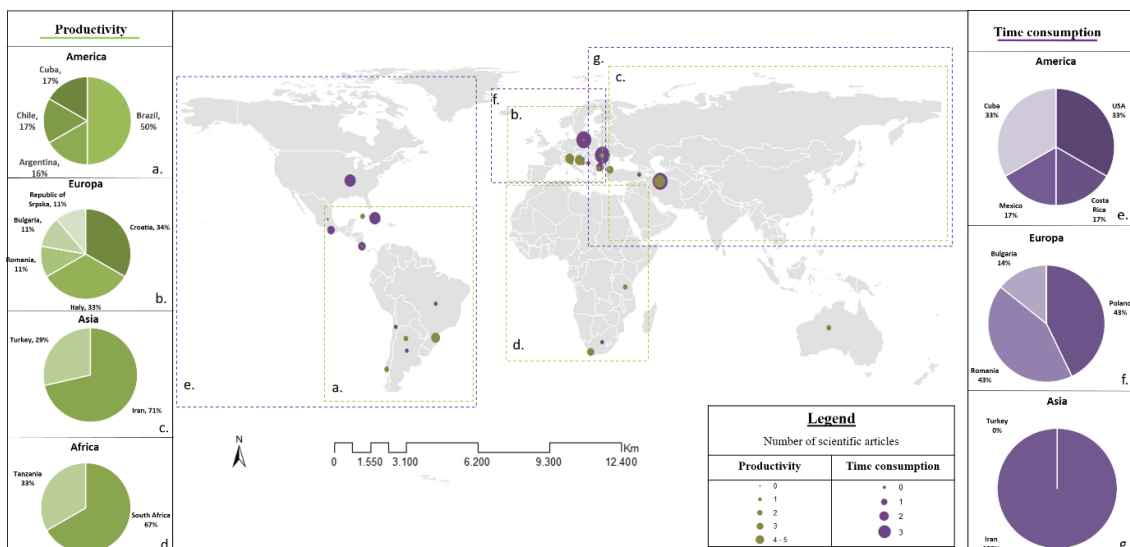 Productivity
America
Cuba,
17%
Chile,
17%
Brazil,
50%
Argentina,
16%
a.
Europa
Republic of
Srpska, 11%
Bulgaria,
11%
Croatia, 34%
Romania,
11%
Italy, 33%
b.
Asia
Turkey, 29%
Iran, 71%
c.
Africa
Tanzania
33%
South Africa
67%
d
g.
c.
f.
b.
e.
a.
d.
N
Km
0 1.550 3.100 6.200 9.300 12.400
Legend
Number of scientific articles
Productivity Time consumption
0 0
1 1
2 2
3 3
4 - 5
Time consumption
America
Cuba
33%
USA
33%
Mexico
17%
Costa
Rica
17%
e.
Europa
Bulgaria
14%
Poland
43%
Romania
43%
f.
Asia
Turkey
0%
Iran
g